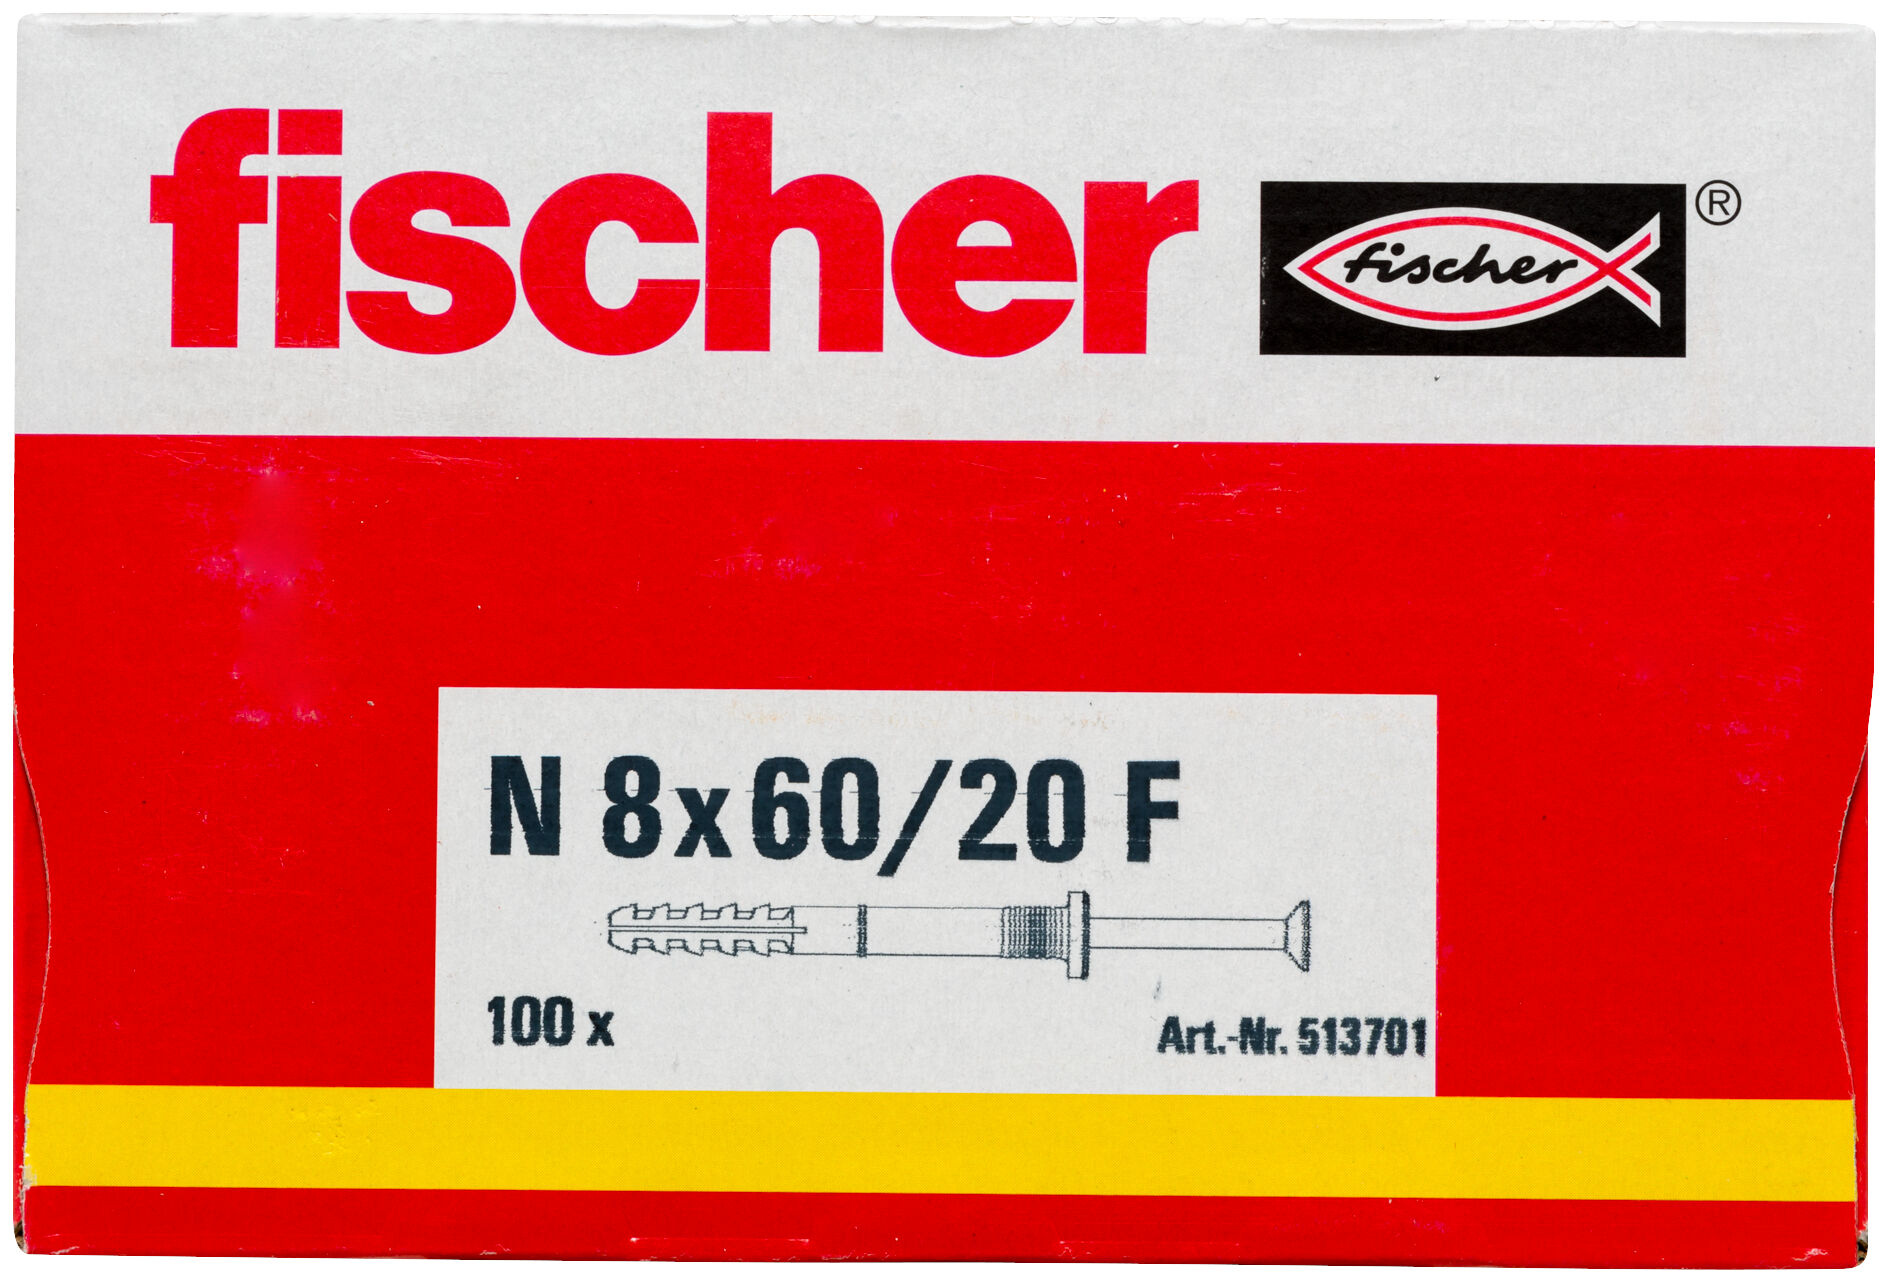 fischer
fischer ®
N 8x60/20 F
100 x
Art.-Nr. 513701